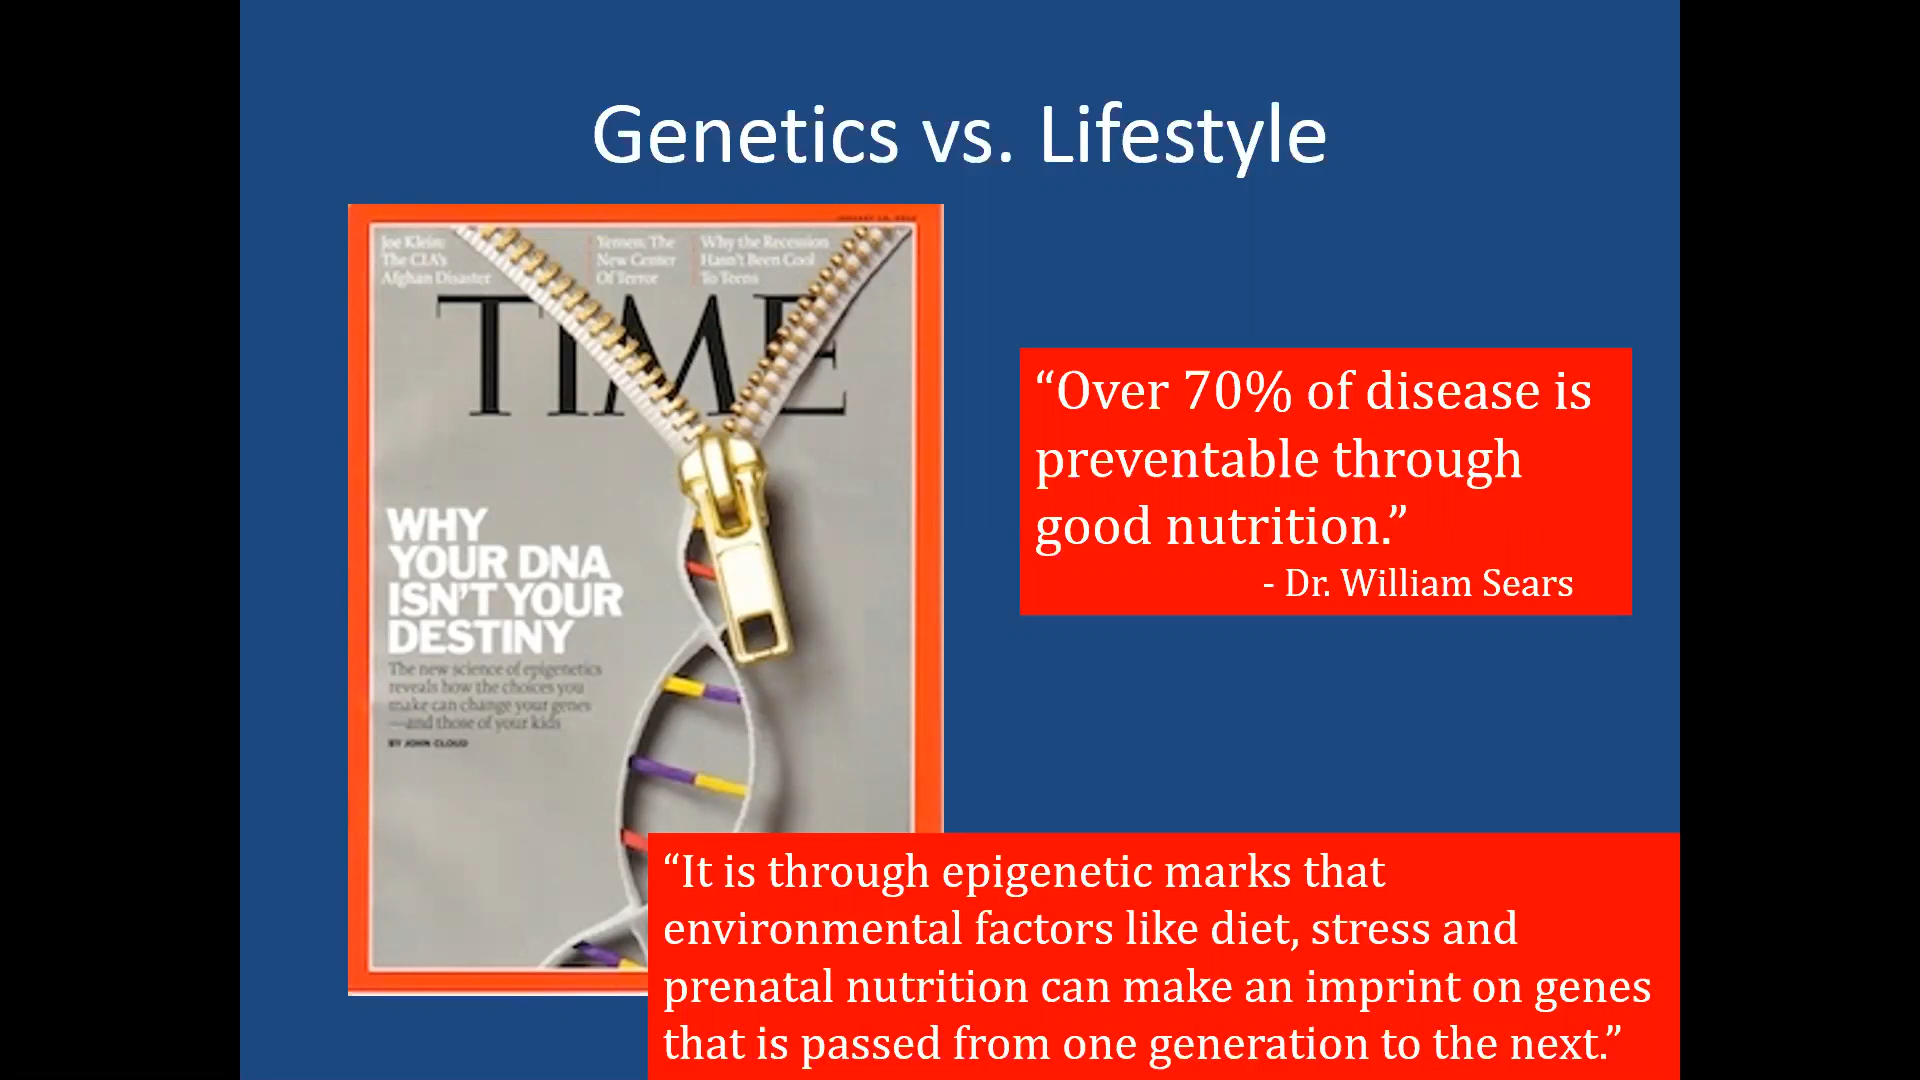 Genetics vs. Lifestyle
Joe Klein:
The CIA's
Afghan Disaster
Yemen: The
New Center
Of Terror
Why the Recession
Hasn't Been Cool
To Teens
TIME
WHY
YOUR DNA
ISN'T YOUR
DESTINY
The new science of epigenetics
reveals how the choices you
make can change your genes
—and those of your kids
BY JOHN CLOUD
“Over 70% of disease is
preventable through
good nutrition.”
- Dr. William Sears
“It is through epigenetic marks that
environmental factors like diet, stress and
prenatal nutrition can make an imprint on genes
that is passed from one generation to the next.”